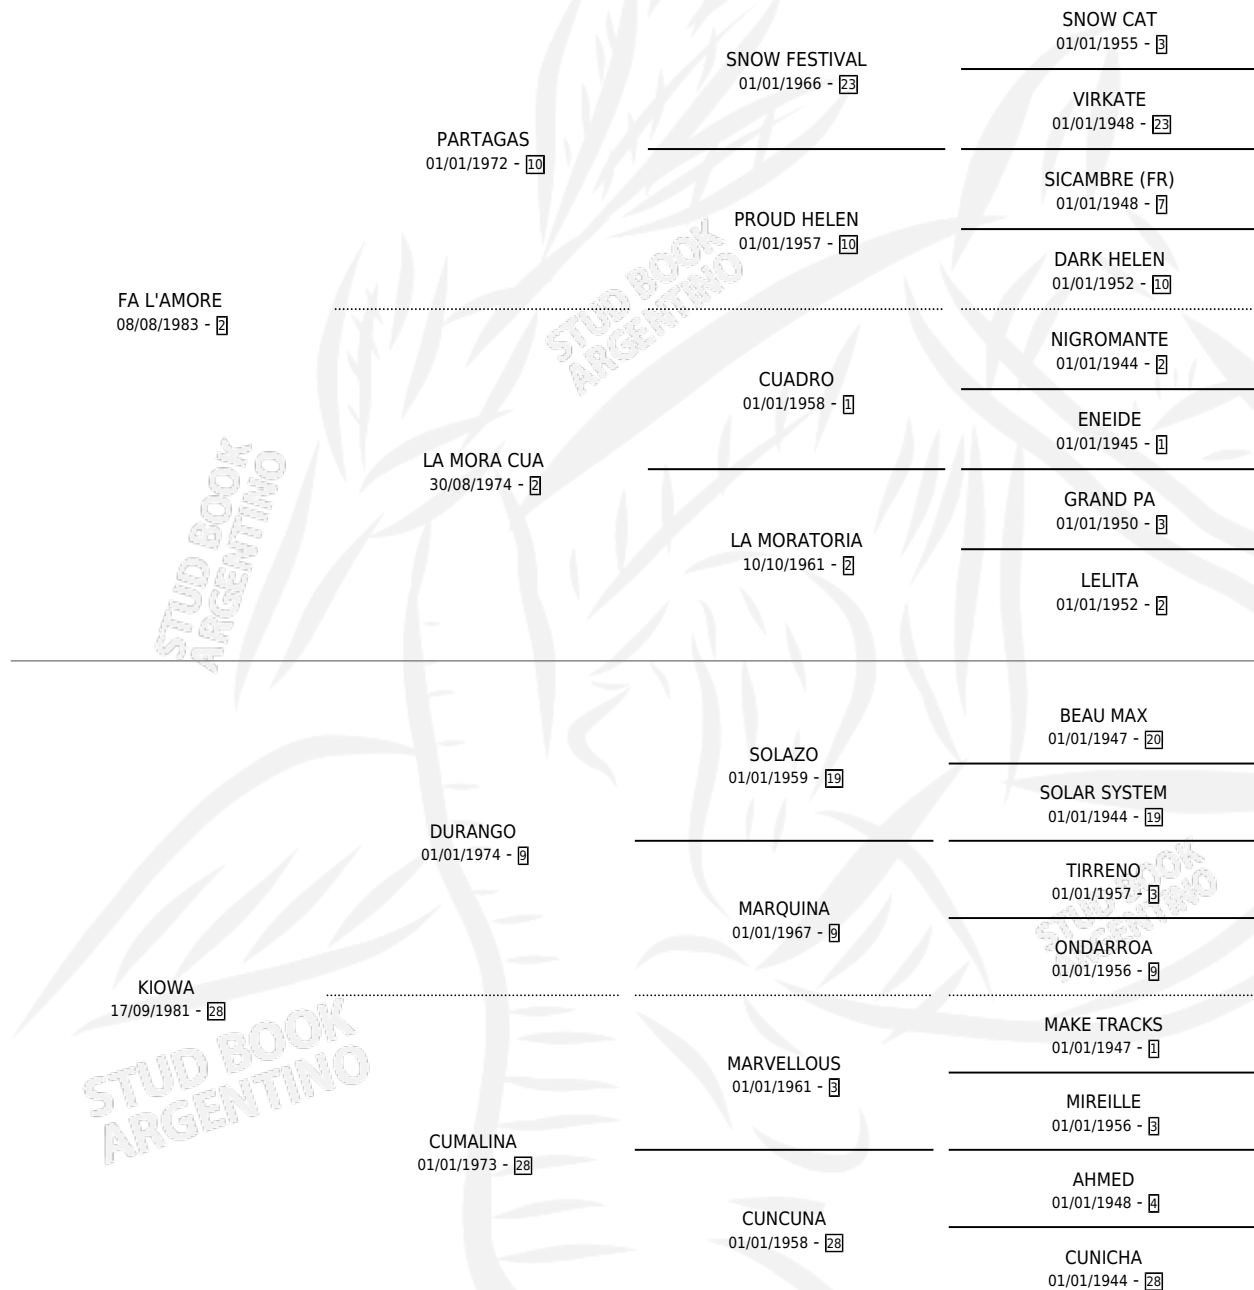 SNOW CAT
01/01/1955 - 3
SNOW FESTIVAL
01/01/1966 - 23
VIRKATE
01/01/1948 - 23
PARTAGAS
01/01/1972 - 10
SICAMBRE (FR)
01/01/1948 - 7
PROUD HELEN
01/01/1957 - 10
DARK HELEN
01/01/1952 - 10
FA L'AMORE
08/08/1983 - 2
STUD BOOK
ARGENTINO
NIGROMANTE
01/01/1944 - 2
CUADRO
01/01/1958 - 1
ENEIDE
01/01/1945 - 1
LA MORA CUA
30/08/1974 - 2
GRAND PA
01/01/1950 - 3
LA MORATORIA
10/10/1961 - 2
LELITA
01/01/1952 - 2
STUD BOOK
ARGENTINO
BEAU MAX
01/01/1947 - 20
SOLAZO
01/01/1959 - 19
SOLAR SYSTEM
01/01/1944 - 19
DURANGO
01/01/1974 - 9
TIRRENO
01/01/1957 - 3
MARQUINA
01/01/1967 - 9
STUD BOOK
ARGENTINO
ONDARROA
01/01/1956 - 9
KIOWA
17/09/1981 - 28
MAKE TRACKS
01/01/1947 - 1
MARVELLOUS
01/01/1961 - 3
STUD BOOK
ARGENTINO
MIREILLE
01/01/1956 - 3
CUMALINA
01/01/1973 - 28
AHMED
01/01/1948 - 4
CUNCUNA
01/01/1958 - 28
CUNICHA
01/01/1944 - 28